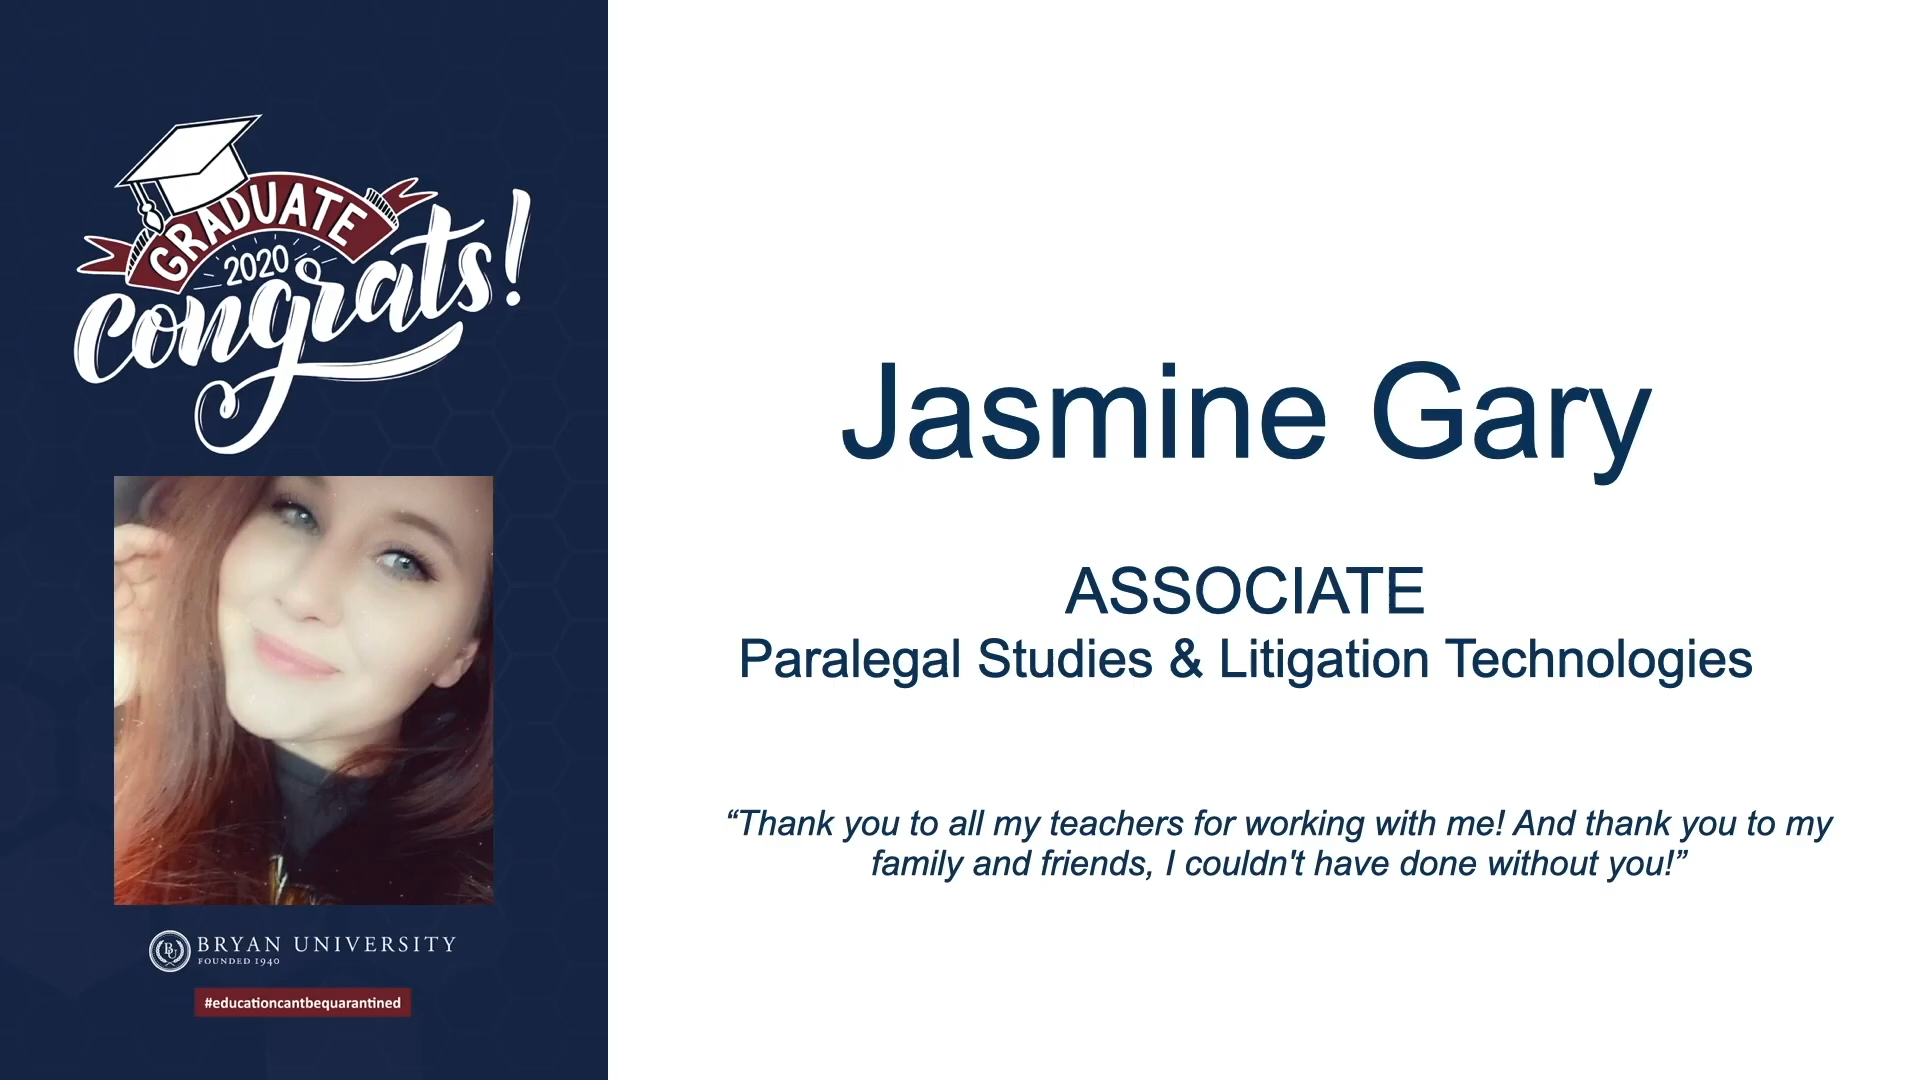 GRADUATE
2020
congrats!
Jasmine Gary
ASSOCIATE
Paralegal Studies & Litigation Technologies
“Thank you to all my teachers for working with me! And thank you to my
family and friends, I couldn't have done without you!”
BU
BRYAN UNIVERSITY
FOUNDED 1940
#educationcantbequarantined